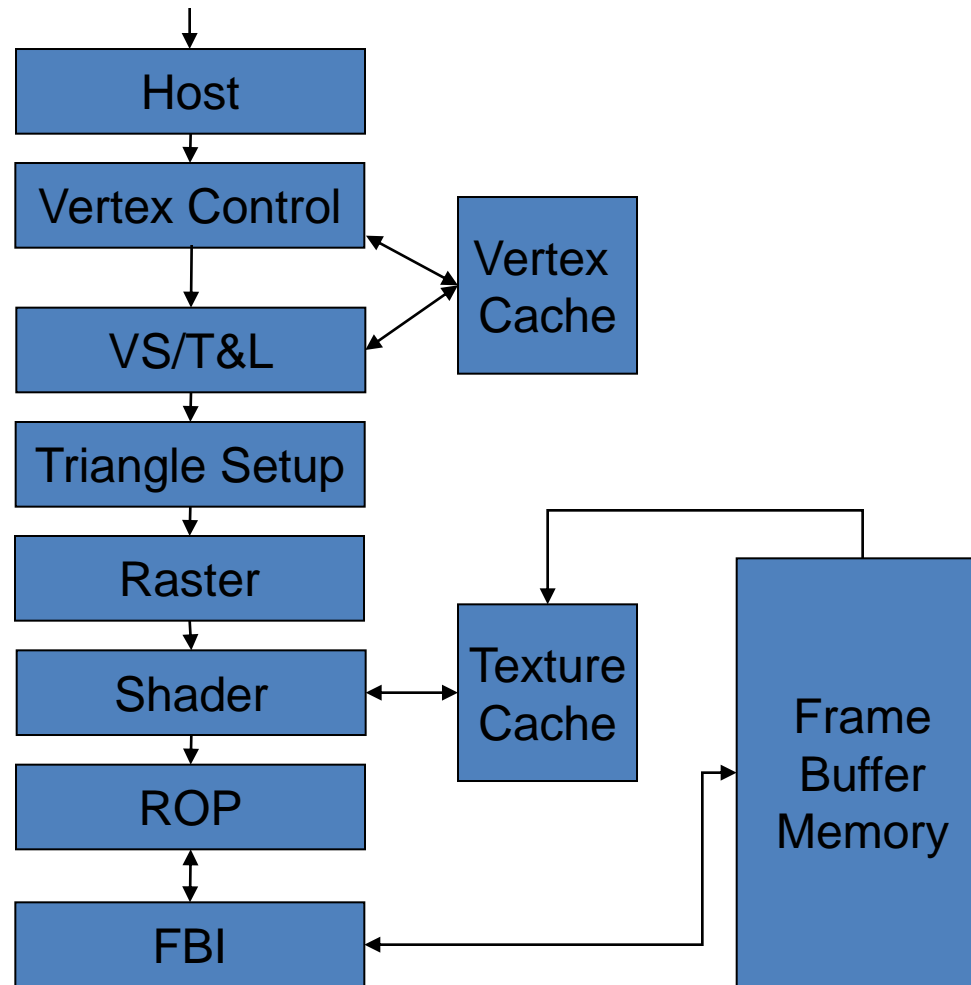 Host
Vertex Control
Vertex
Cache
VS/T&L
Triangle Setup
Raster
Shader
Texture
Cache
Frame
Buffer
Memory
ROP
FBI